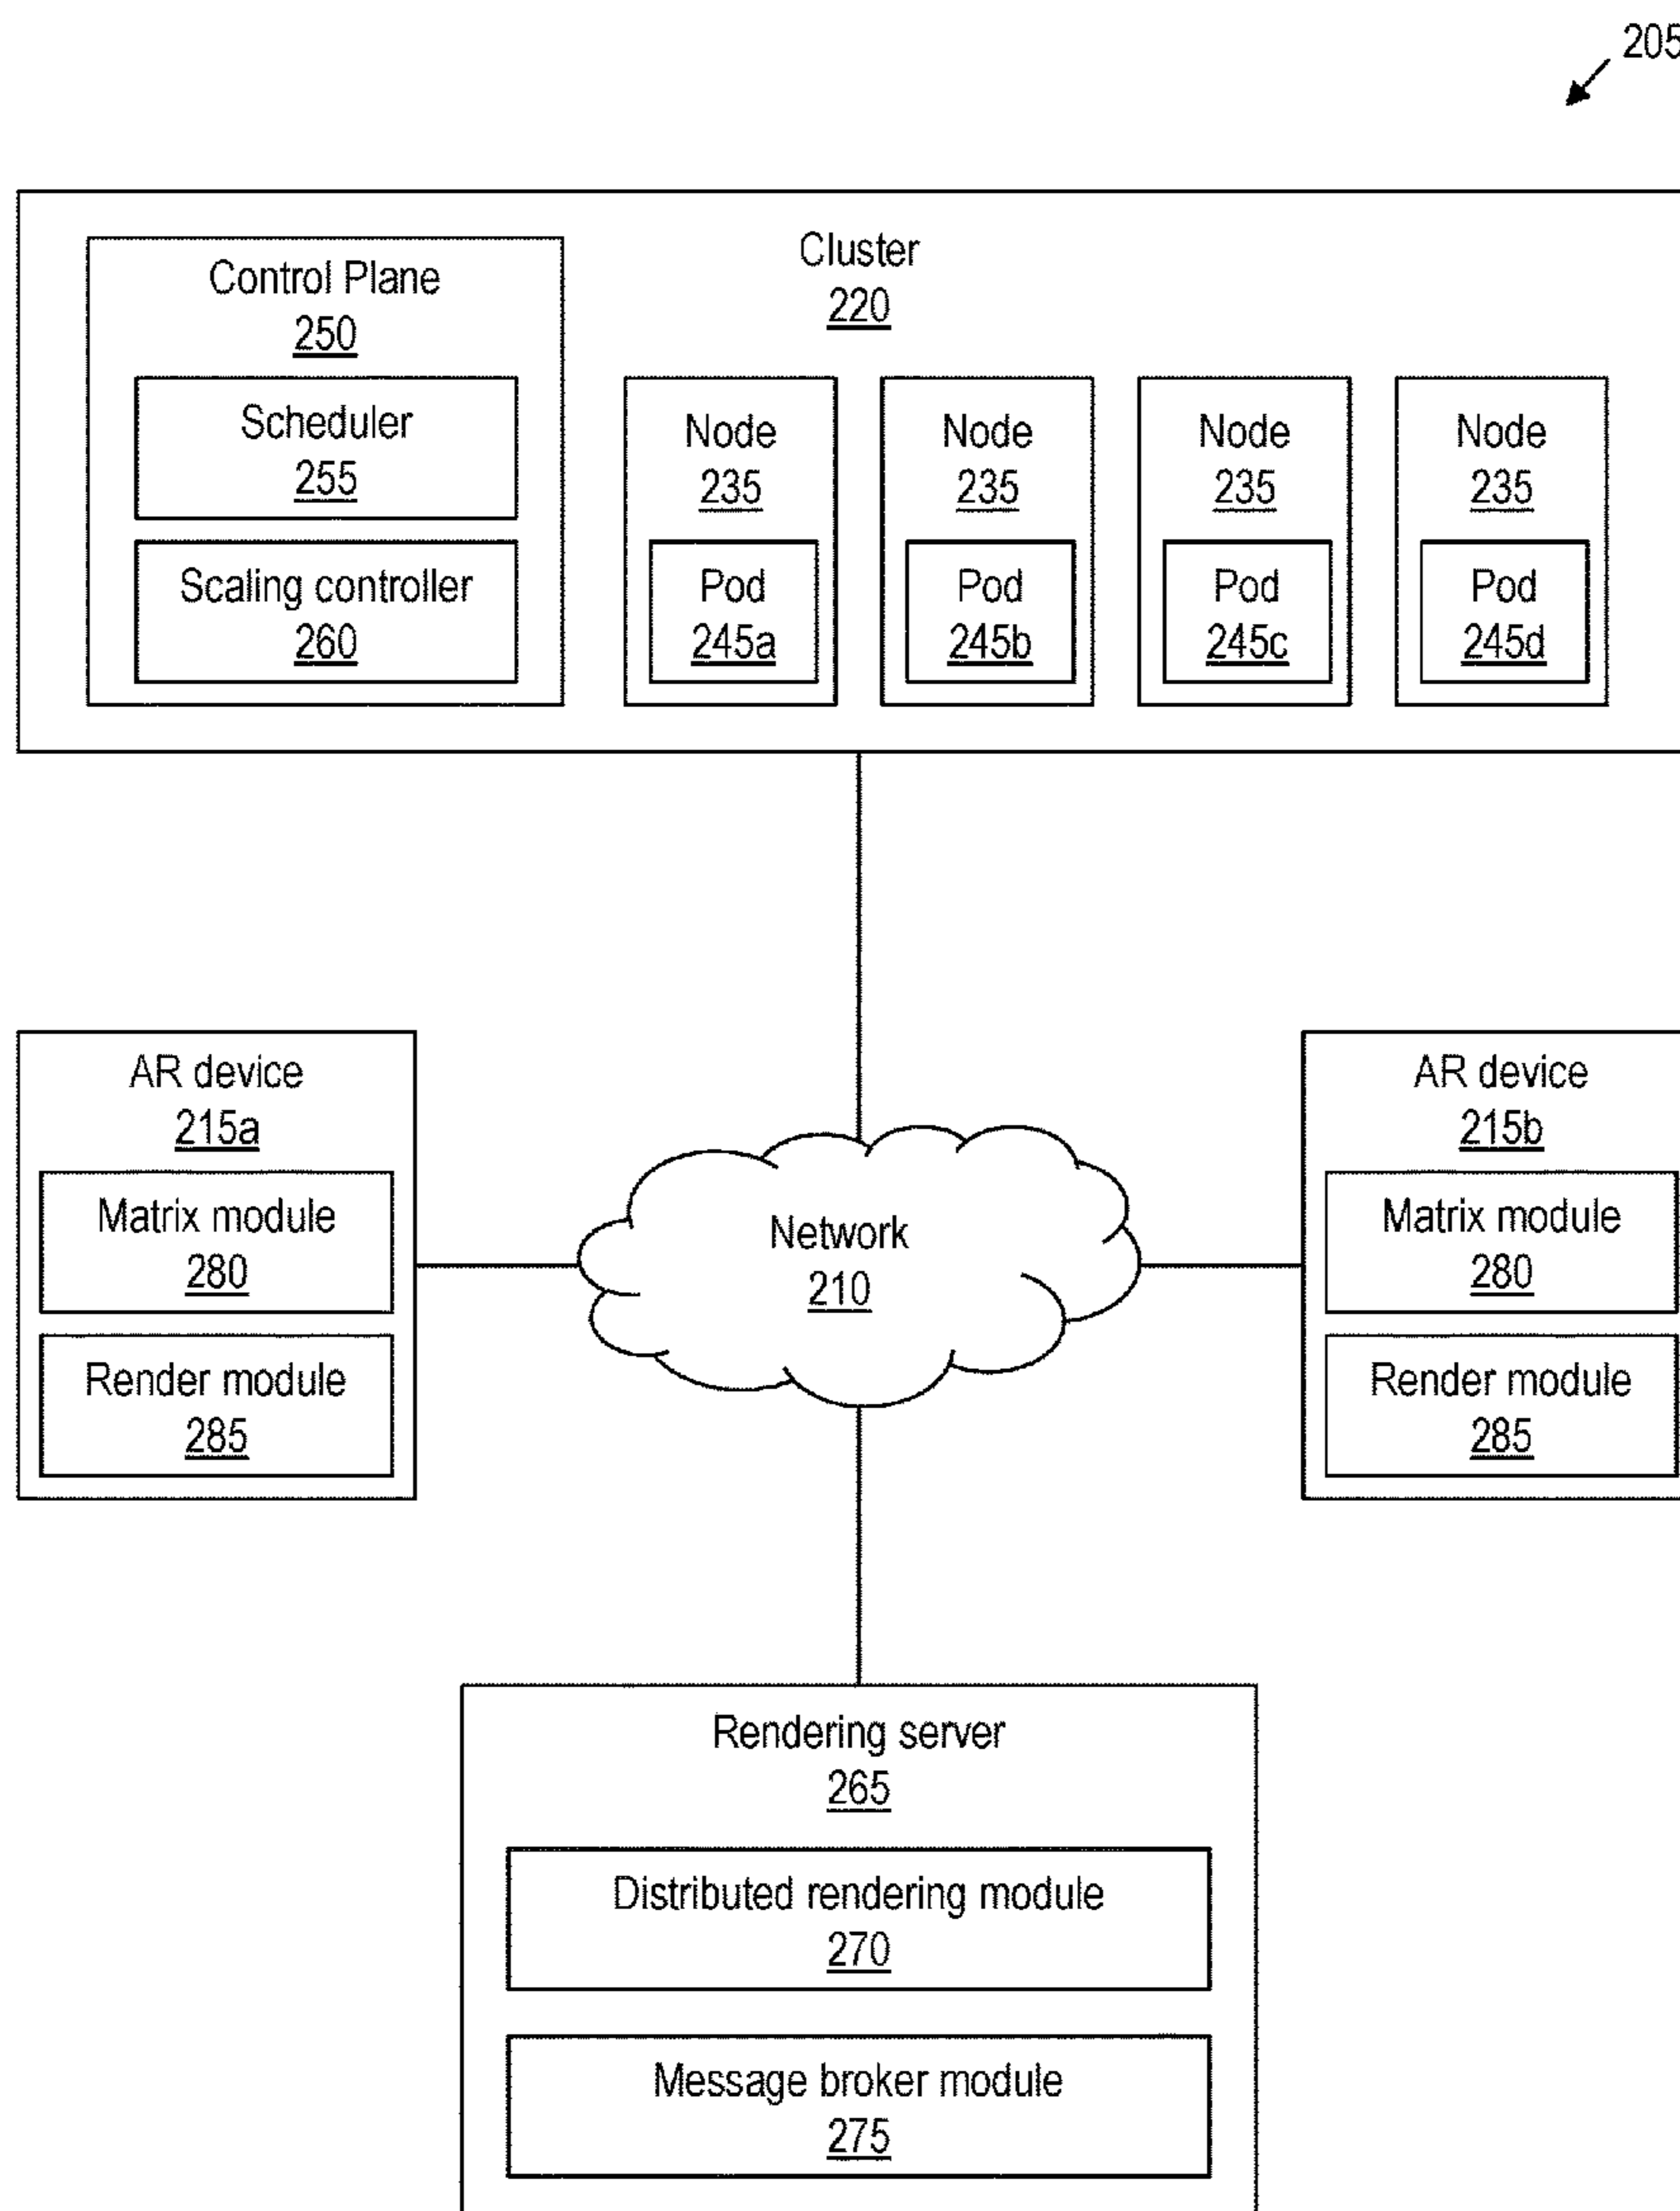 205
Cluster
220
Control Plane
250
Scheduler
255
Scaling controller
260
Node
235
Pod
245a
Node
235
Pod
245b
Node
235
Pod
245c
Node
235
Pod
245d
AR device
215a
Matrix module
280
Render module
285
Network
210
AR device
215b
Matrix module
280
Render module
285
Rendering server
265
Distributed rendering module
270
Message broker module
275